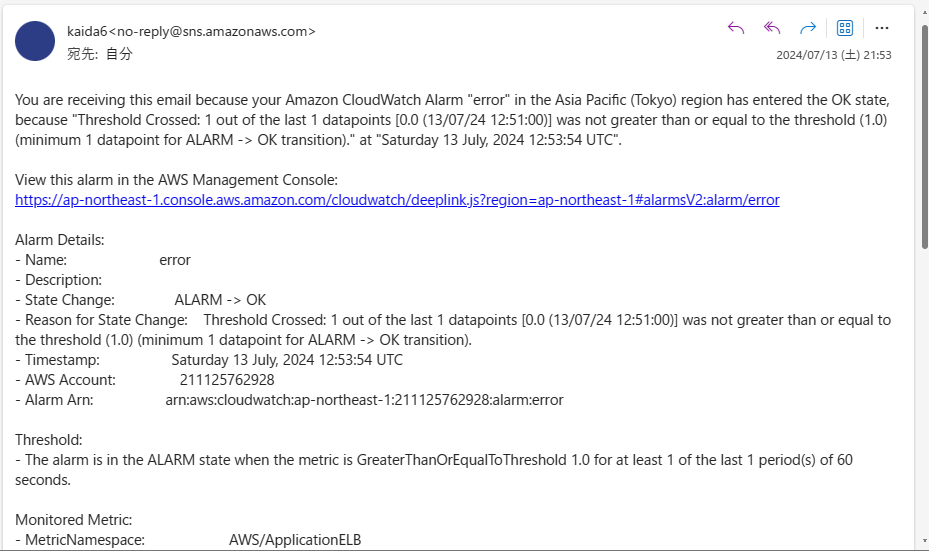 kaida6<no-reply@sns.amazonaws.com>
宛先: 自分
2024/07/13 (土) 21:53
You are receiving this email because your Amazon CloudWatch Alarm "error" in the Asia Pacific (Tokyo) region has entered the OK state,
because "Threshold Crossed: 1 out of the last 1 datapoints [0.0 (13/07/24 12:51:00)] was not greater than or equal to the threshold (1.0)
(minimum 1 datapoint for ALARM -> OK transition)." at "Saturday 13 July, 2024 12:53:54 UTC".
View this alarm in the AWS Management Console:
https://ap-northeast-1.console.aws.amazon.com/cloudwatch/deeplink.js?region=ap-northeast-1#alarmsV2:alarm/error
Alarm Details:
- Name: error
- Description:
- State Change: ALARM -> OK
- Reason for State Change: Threshold Crossed: 1 out of the last 1 datapoints [0.0 (13/07/24 12:51:00)] was not greater than or equal to
the threshold (1.0) (minimum 1 datapoint for ALARM -> OK transition).
- Timestamp: Saturday 13 July, 2024 12:53:54 UTC
- AWS Account: 211125762928
- Alarm Arn: arn:aws:cloudwatch:ap-northeast-1:211125762928:alarm:error
Threshold:
- The alarm is in the ALARM state when the metric is GreaterThanOrEqualToThreshold 1.0 for at least 1 of the last 1 period(s) of 60
seconds.
Monitored Metric:
- MetricNamespace: AWS/ApplicationELB